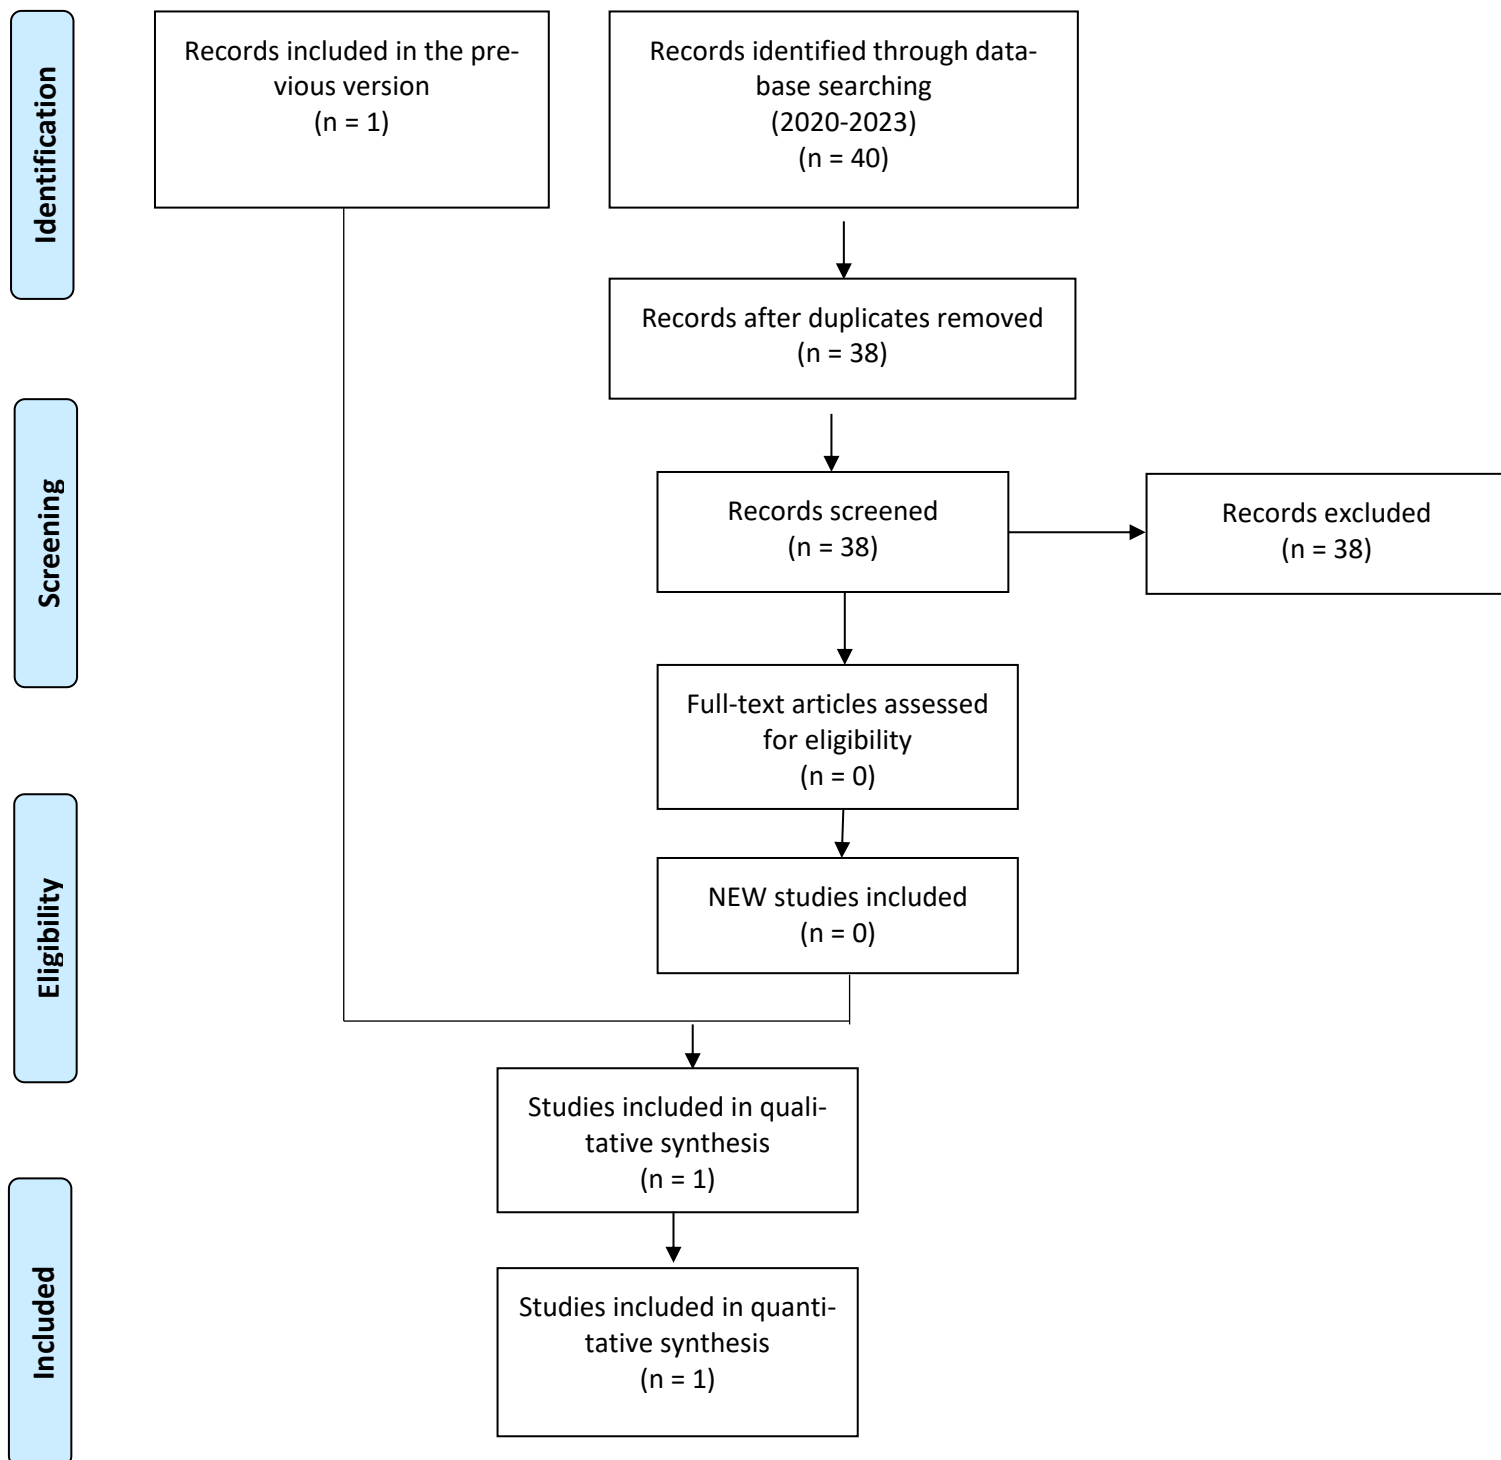 Identification
Records included in the pre-
vious version
(n = 1)
Records identified through data-
base searching
(2020-2023)
(n = 40)
Records after duplicates removed
(n = 38)
Screening
Records screened
(n = 38)
Records excluded
(n = 38)
Full-text articles assessed
for eligibility
(n = 0)
Eligibility
NEW studies included
(n = 0)
Studies included in quali-
tative synthesis
(n = 1)
Included
Studies included in quanti-
tative synthesis
(n = 1)